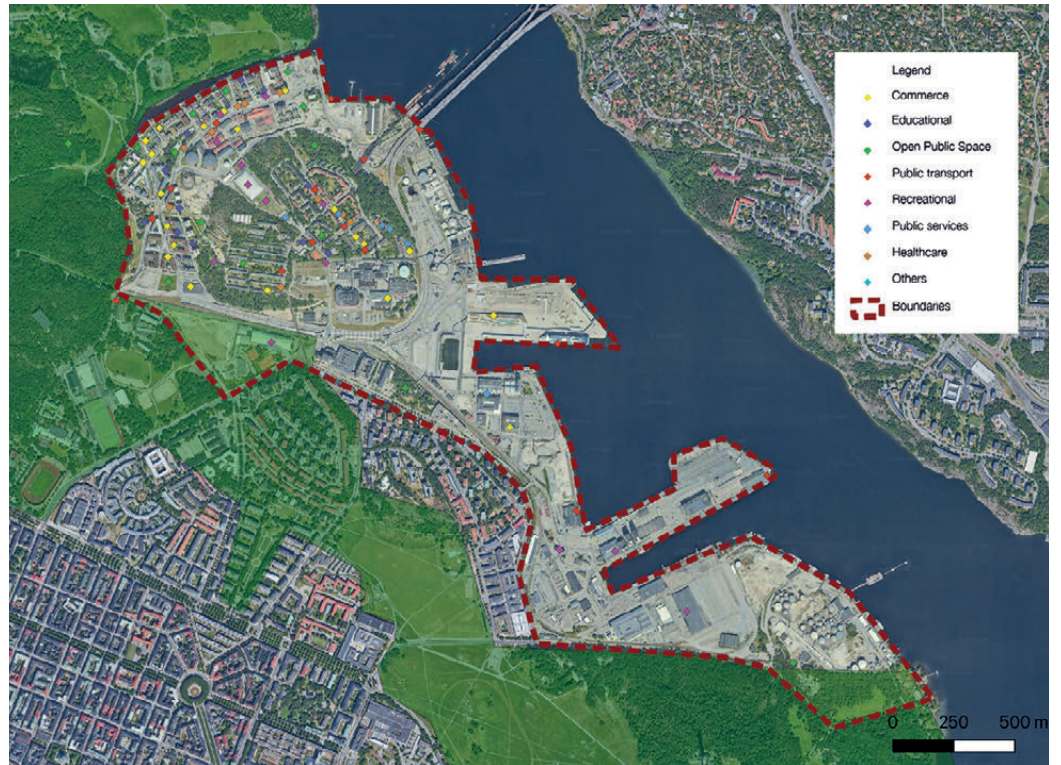 Legend
Commerce
Educational
Open Public Space
Public transport
Recreational
Public services
Healthcare
Others
Boundaries
0 250 500 m